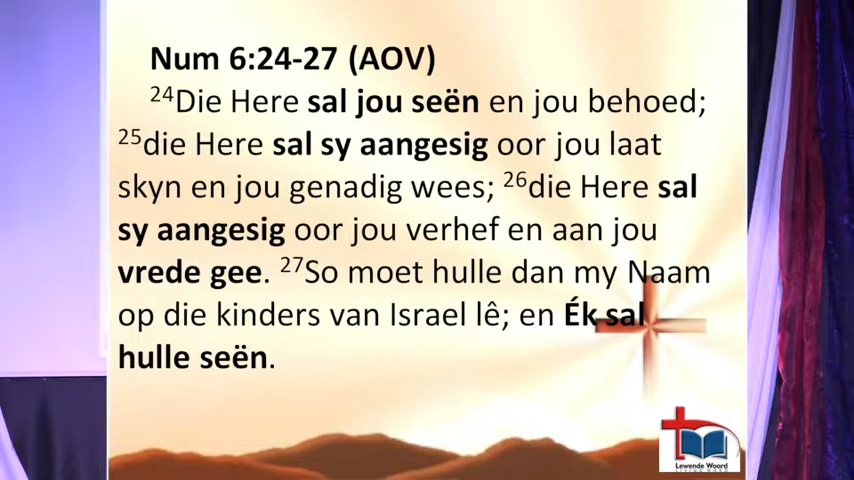 Num 6:24-27 (AOV)
24Die Here sal jou seën en jou behoed;
25die Here sal sy aangesig oor jou laat
skyn en jou genadig wees; 26die Here sal
sy aangesig oor jou verhef en aan jou
vrede gee. 27So moet hulle dan my Naam
op die kinders van Israel lê; en Ék sal
hulle seën.
Lewende Woord
LIVING WORD